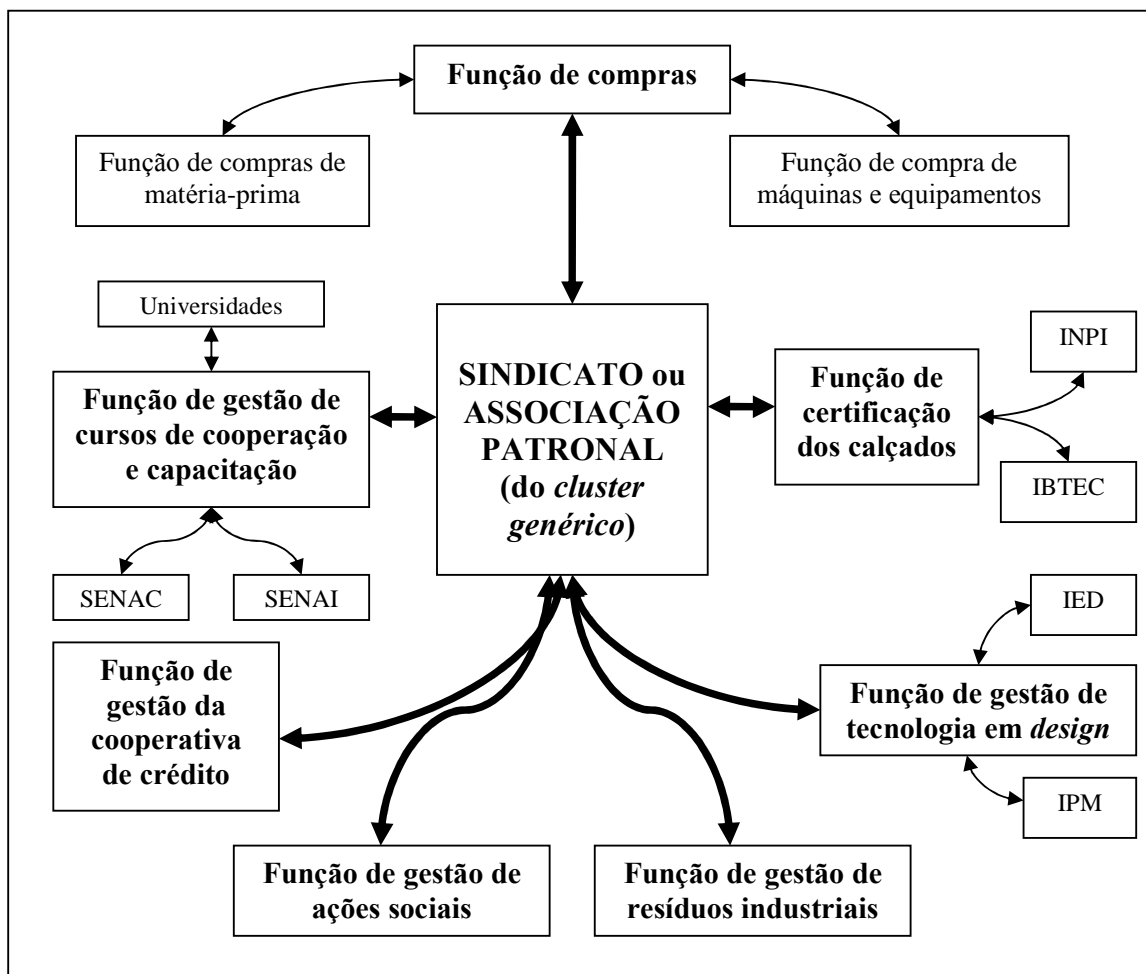 Função de compras
Função de compras de
matéria-prima
Função de compra de
máquinas e equipamentos
Universidades
Função de gestão de
cursos de cooperação
e capacitação
SENAC
SENAI
SINDICATO ou
ASSOCIAÇÃO
PATRONAL
(do cluster
genérico)
Função de
certificação
dos calçados
INPI
IBTEC
Função de
gestão da
cooperativa
de crédito
IED
Função de gestão de
tecnologia em design
IPM
Função de gestão de
ações sociais
Função de gestão de
resíduos industriais